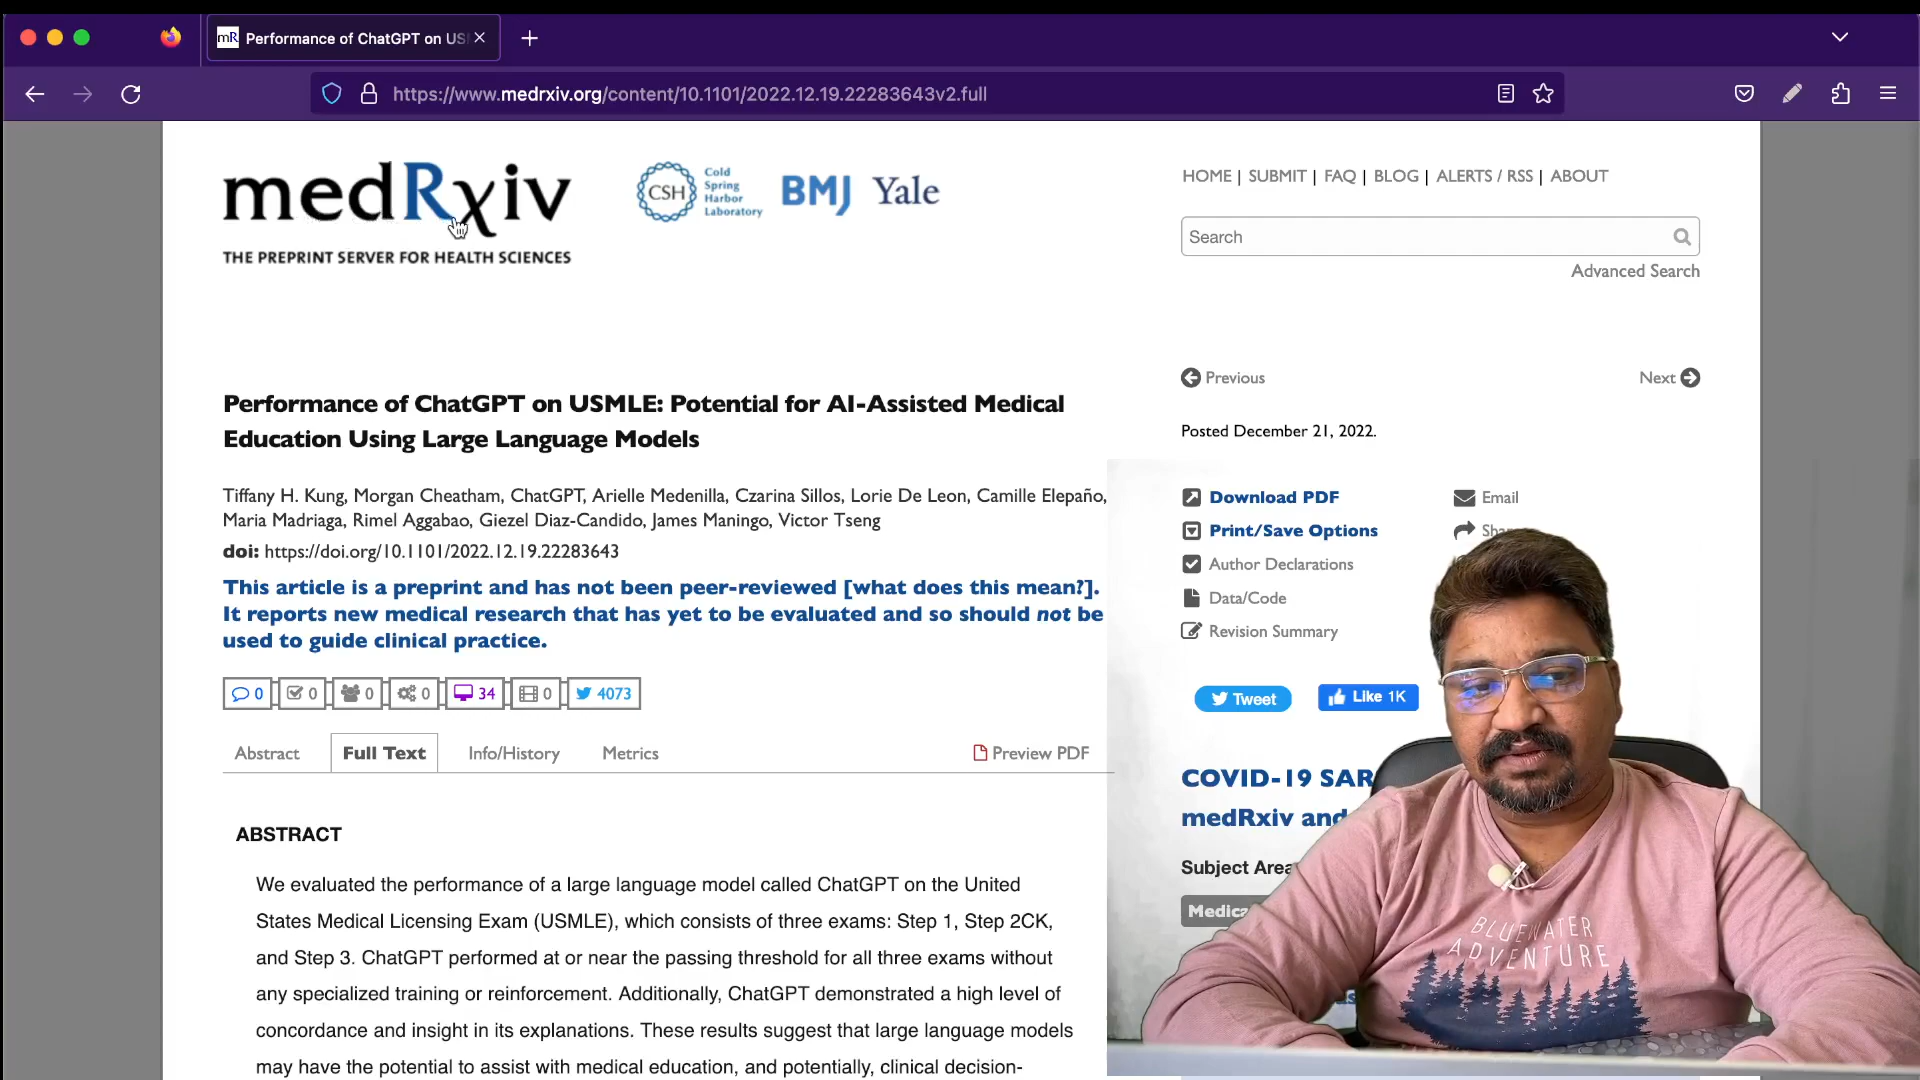 mR Performance of ChatGPT on US
https://www.medrxiv.org/content/10.1101/2022.12.19.22283643v2.full
medRxiv
THE PREPRINT SERVER FOR HEALTH SCIENCES
CSH Cold Spring Harbor Laboratory
BMJ Yale
HOME | SUBMIT | FAQ | BLOG | ALERTS / RSS | ABOUT
Search
Advanced Search
Previous
Next
Performance of ChatGPT on USMLE: Potential for AI-Assisted Medical
Education Using Large Language Models
Tiffany H. Kung, Morgan Cheatham, ChatGPT, Arielle Medenilla, Czarina Sillos, Lorie De Leon, Camille Elepaño,
Maria Madriaga, Rimel Aggabao, Giezel Diaz-Candido, James Maningo, Victor Tseng
doi: https://doi.org/10.1101/2022.12.19.22283643
This article is a preprint and has not been peer-reviewed [what does this mean?].
It reports new medical research that has yet to be evaluated and so should not be
used to guide clinical practice.
0 0 0 0 34 0 4073
Abstract Full Text Info/History Metrics Preview PDF
ABSTRACT
We evaluated the performance of a large language model called ChatGPT on the United
States Medical Licensing Exam (USMLE), which consists of three exams: Step 1, Step 2CK,
and Step 3. ChatGPT performed at or near the passing threshold for all three exams without
any specialized training or reinforcement. Additionally, ChatGPT demonstrated a high level of
concordance and insight in its explanations. These results suggest that large language models
may have the potential to assist with medical education, and potentially, clinical decision-
Posted December 21, 2022.
Download PDF
Email
Print/Save Options
Author Declarations
Data/Code
Revision Summary
Tweet
Like 1K
COVID-19 SAR
medRxiv and
Subject Area
Medica
BLUEWATER
ADVENTURE